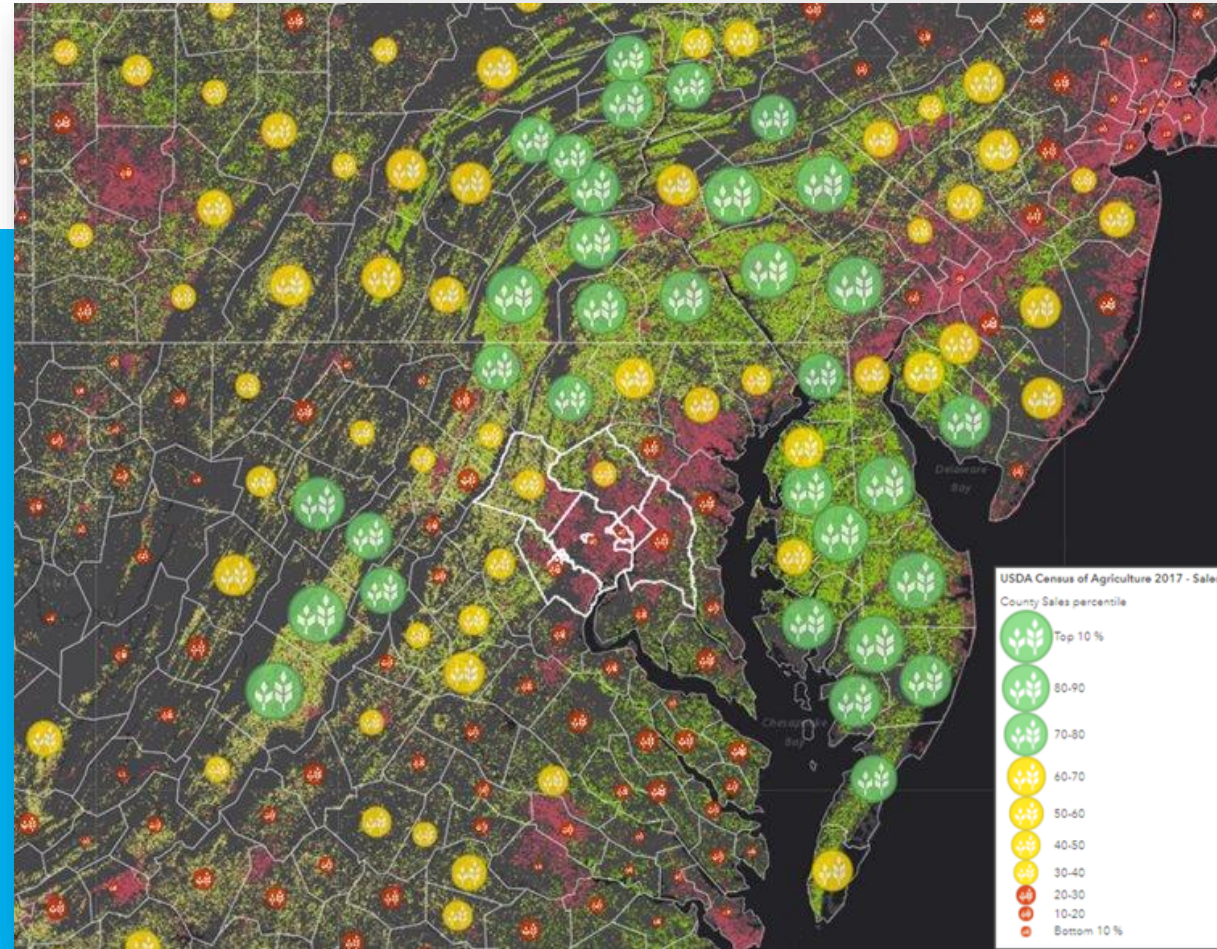 Delaware
Bay
Chesapeake
Bay
USDA Census of Agriculture 2017 - Sales
County Sales percentile
Top 10 %
80-90
70-80
60-70
50-60
40-50
30-40
20-30
10-20
Bottom 10 %